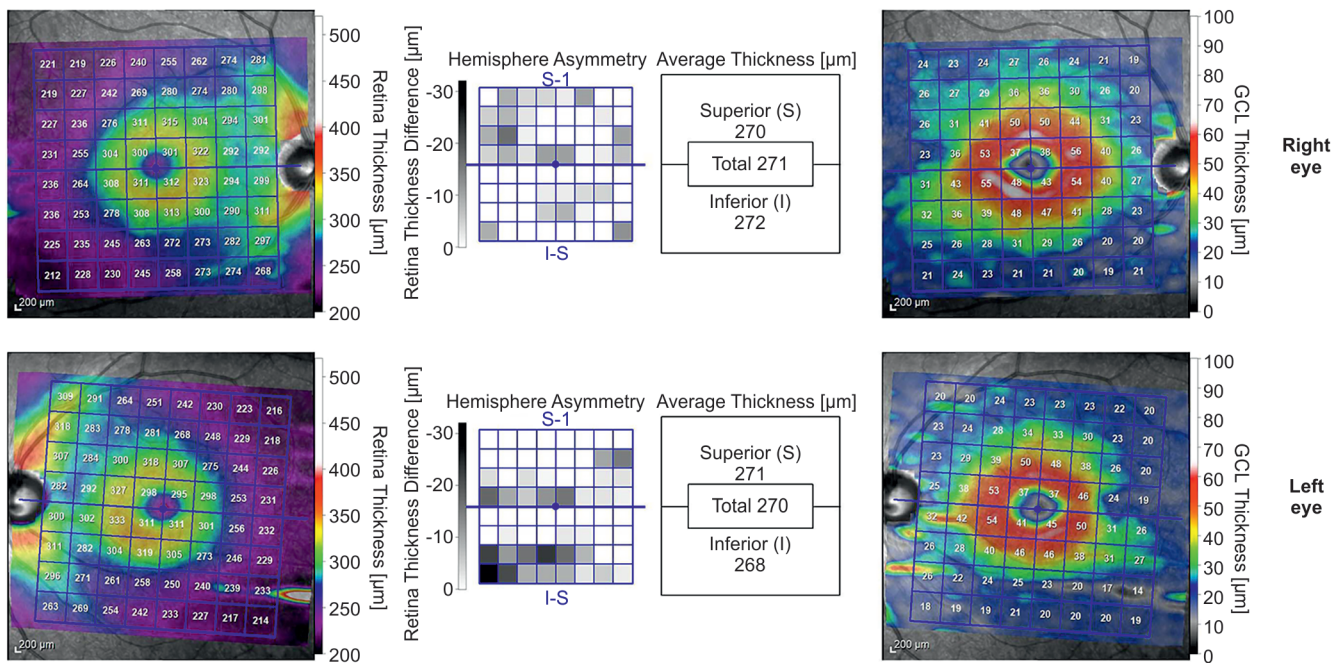 Right eye
221 219 226 240 255 262 274 281
219 227 242 269 280 274 280 298
227 236 276 311 315 304 294 301
231 255 304 300 301 322 292 292
236 264 308 311 312 323 294 299
236 253 278 308 313 300 290 311
225 235 245 263 272 273 282 297
212 228 230 245 258 273 274 268
200 µm
500
450
400
350
300
250
200
Retina Thickness [µm]
Retina Thickness Difference [µm]
-30
-20
-10
0
Hemisphere Asymmetry
S-1
I-S
Average Thickness [µm]
Superior (S)
270
Total 271
Inferior (I)
272
24 23 24 27 26 24 21 19
27 26 29 36 36 30 26 20
26 31 41 50 50 44 31 23
23 36 53 37 38 56 40 26
31 43 55 48 43 54 40 27
32 36 39 48 47 41 28 23
25 26 28 31 29 26 20 20
21 24 23 21 21 20 19 21
200 µm
100
90
80
70
60
50
40
30
20
10
0
GCL Thickness [µm]
Left eye
309 291 264 251 242 230 223 216
318 283 278 281 268 248 229 218
307 284 300 318 307 275 244 226
282 292 327 298 295 298 253 231
300 302 333 311 311 301 256 232
311 282 304 319 305 273 246 229
296 271 261 258 250 240 239 233
263 269 254 242 233 227 217 214
200 µm
500
450
400
350
300
250
200
Retina Thickness [µm]
Retina Thickness Difference [µm]
-30
-20
-10
0
Hemisphere Asymmetry
S-1
I-S
Average Thickness [µm]
Superior (S)
271
Total 270
Inferior (I)
268
20 20 24 23 23 23 22 20
23 24 28 34 33 30 23 20
29 35 39 50 48 38 26 20
25 38 53 37 37 46 24 19
32 42 54 41 45 50 31 26
26 28 40 46 46 38 31 27
26 22 24 25 23 20 17 14
18 19 19 21 20 20 20 19
200 µm
100
90
80
70
60
50
40
30
20
10
0
GCL Thickness [µm]